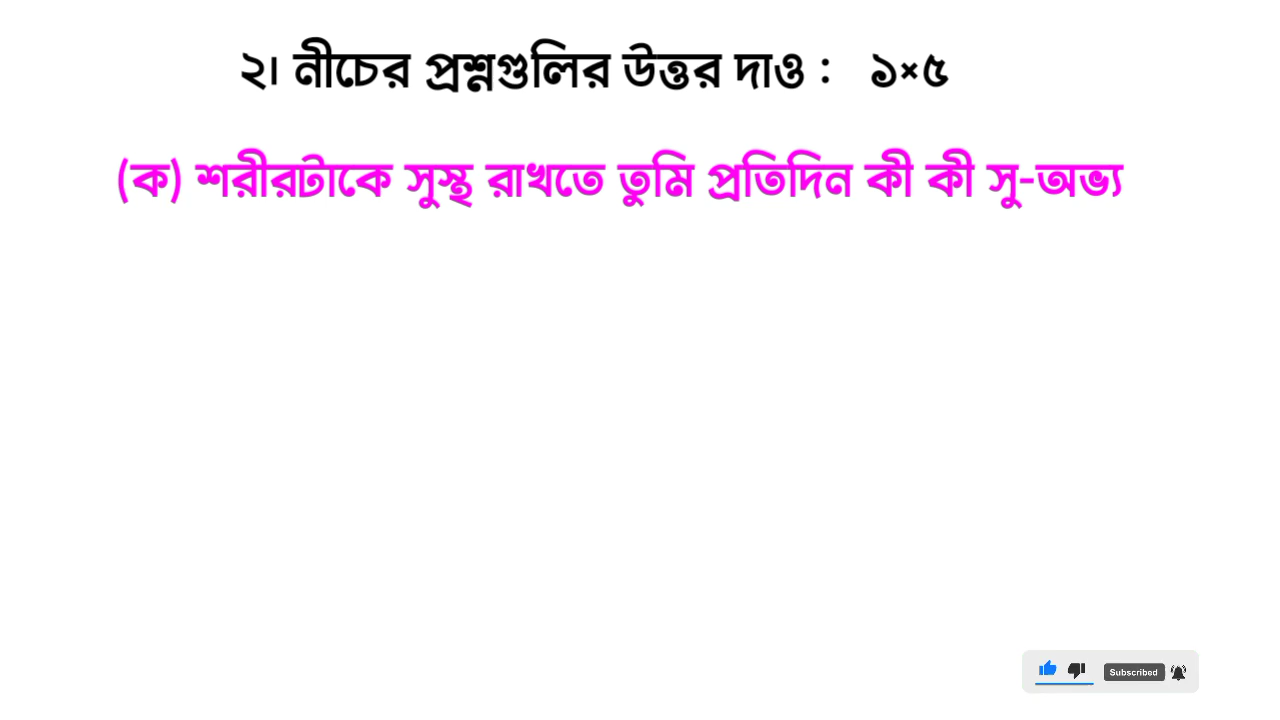 ২। নীচের প্রশ্নগুলির উত্তর দাও :   ১×৫
(ক) শরীরটাকে সুস্থ রাখতে তুমি প্রতিদিন কী কী সু-অভ্য
Subscribed